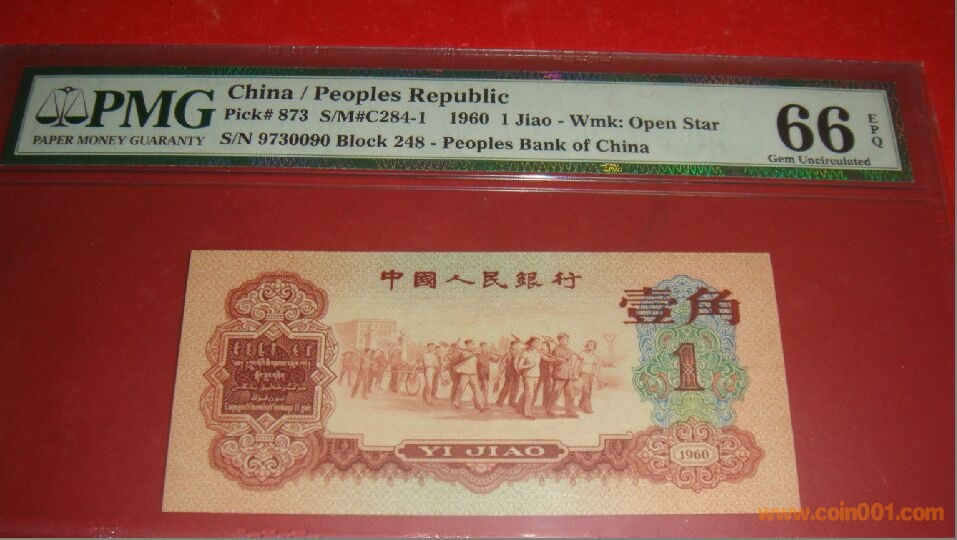 PMG
PAPER MONEY GUARANTY
China / Peoples Republic
Pick# 873 S/M#C284-1 1960 1 Jiao - Wmk: Open Star
S/N 9730090 Block 248 - Peoples Bank of China
66
EPQ
Gem Uncirculated
中國人民銀行
壹角
1
YI JIAO
1960
www.coin001.com